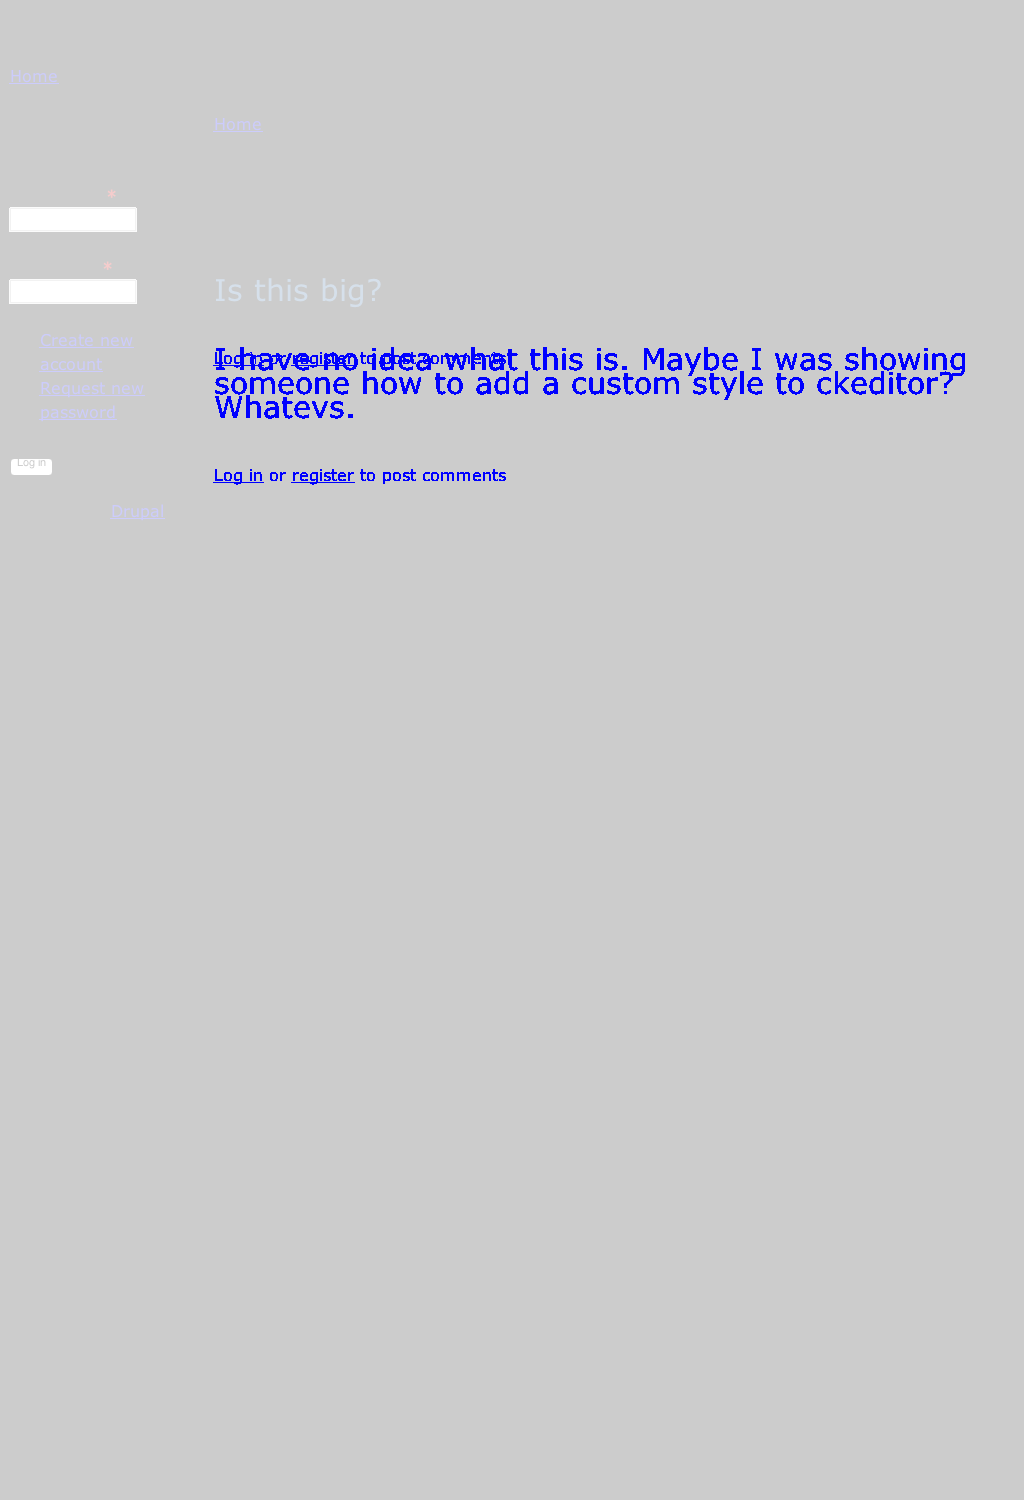 Home
Home
*
*
Is this big?
Create new
account
Request new
password
Log in or register to post comments
I have no idea what this is. Maybe I was showing
someone how to add a custom style to ckeditor?
Whatevs.
Log in
Log in or register to post comments
Drupal